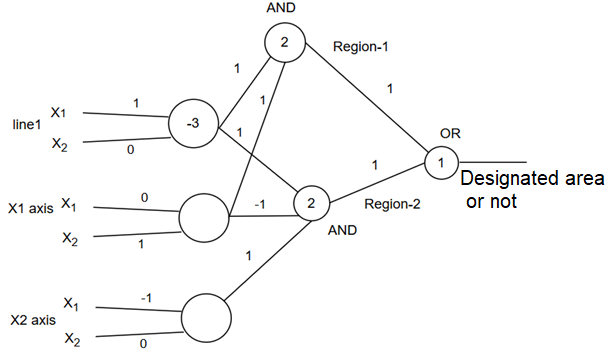 AND
2
Region-1
1
1
1
1
OR
line1
X1
-3
X2
0
1
1
1
Designated area
or not
X1 axis
X1
0
X2
1
-1
2
Region-2
AND
1
X2 axis
X1
-1
X2
0